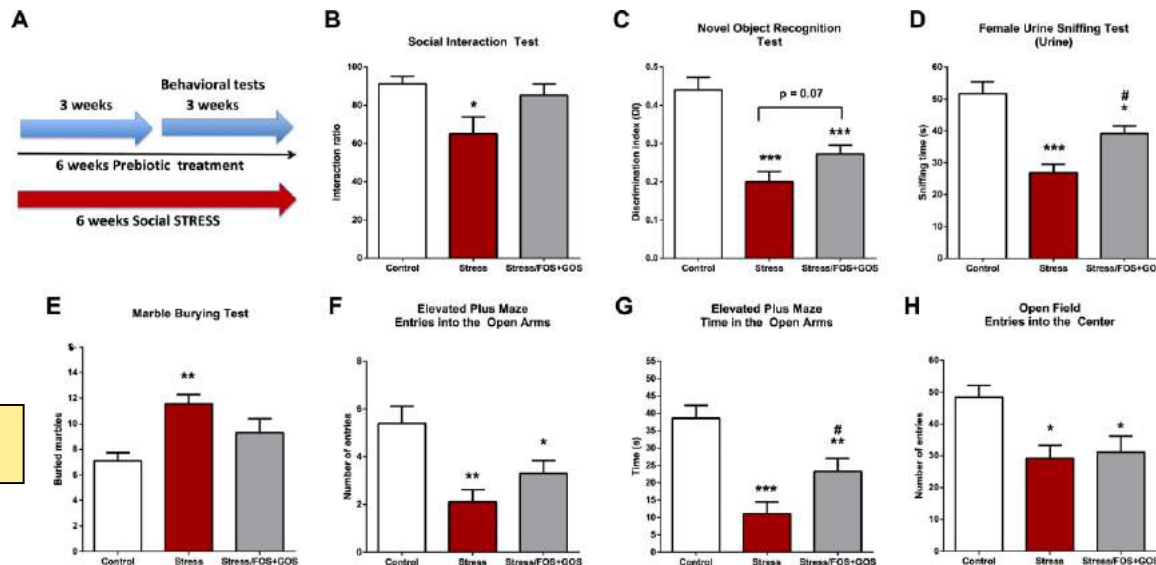 A
Behavioral tests
3 weeks
3 weeks
6 weeks Prebiotic treatment
6 weeks Social STRESS
B
Social Interaction Test
Interaction ratio
100
80
60
40
20
0
*
Control
Stress
Stress/FOS+GOS
C
Novel Object Recognition
Test
Discrimination index (DI)
0.5
0.4
0.3
0.2
0.1
0.0
p = 0.07
***
***
Control
Stress
Stress/FOS+GOS
D
Female Urine Sniffing Test
(Urine)
Sniffing time (s)
60
50
40
30
20
10
0
***
#
*
Control
Stress
Stress/FOS+GOS
E
Marble Burying Test
Buried marbles
14
12
10
8
6
4
2
0
**
Control
Stress
Stress/FOS+GOS
F
Elevated Plus Maze
Entries into the Open Arms
Number of entries
8
6
4
2
0
**
*
Control
Stress
Stress/FOS+GOS
G
Elevated Plus Maze
Time in the Open Arms
Time (s)
55
50
45
40
35
30
25
20
15
10
5
0
***
#
**
Control
Stress
Stress/FOS+GOS
H
Open Field
Entries into the Center
Number of entries
60
50
40
30
20
10
0
*
*
Control
Stress
Stress/FOS+GOS